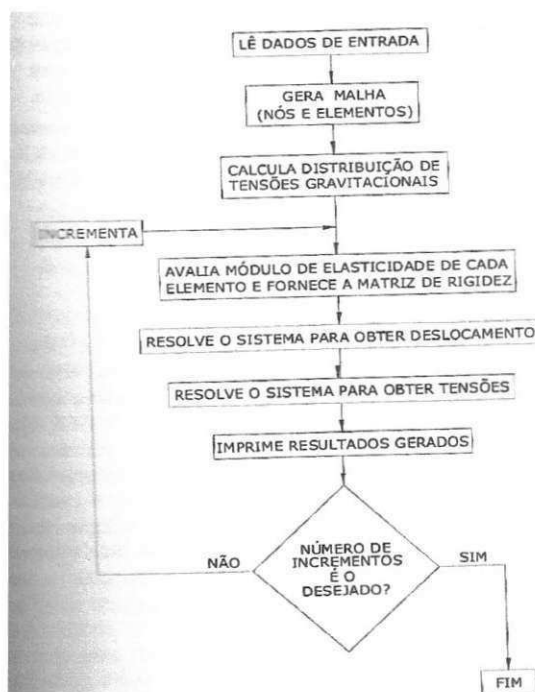 LÊ DADOS DE ENTRADA
GERA MALHA
(NÓS E ELEMENTOS)
CALCULA DISTRIBUIÇÃO DE
TENSÕES GRAVITACIONAIS
INCREMENTA
AVALIA MÓDULO DE ELASTICIDADE DE CADA
ELEMENTO E FORNECE A MATRIZ DE RIGIDEZ
RESOLVE O SISTEMA PARA OBTER DESLOCAMENTO
RESOLVE O SISTEMA PARA OBTER TENSÕES
IMPRIME RESULTADOS GERADOS
NÃO
NÚMERO DE
INCREMENTOS
É O
DESEJADO?
SIM
FIM